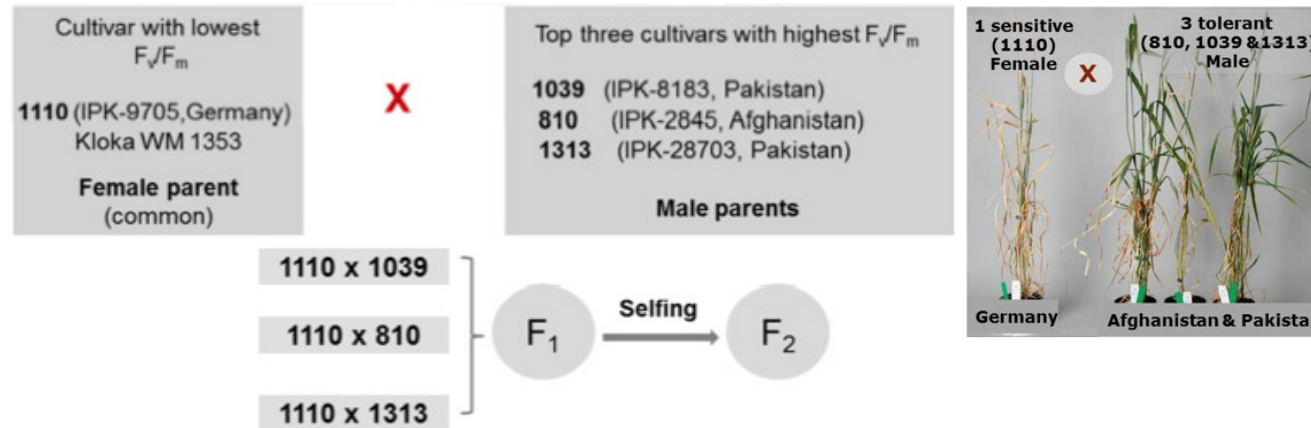 Cultivar with lowest
Fv/Fm
1110 (IPK-9705,Germany)
Kloka WM 1353
Female parent
(common)
X
Top three cultivars with highest Fv/Fm
1039 (IPK-8183, Pakistan)
810 (IPK-2845, Afghanistan)
1313 (IPK-28703, Pakistan)
Male parents
1 sensitive
(1110)
Female
X
3 tolerant
(810, 1039 &1313)
Male
Germany
Afghanistan & Pakista
1110 x 1039
1110 x 810
1110 x 1313
F1
Selfing
F2